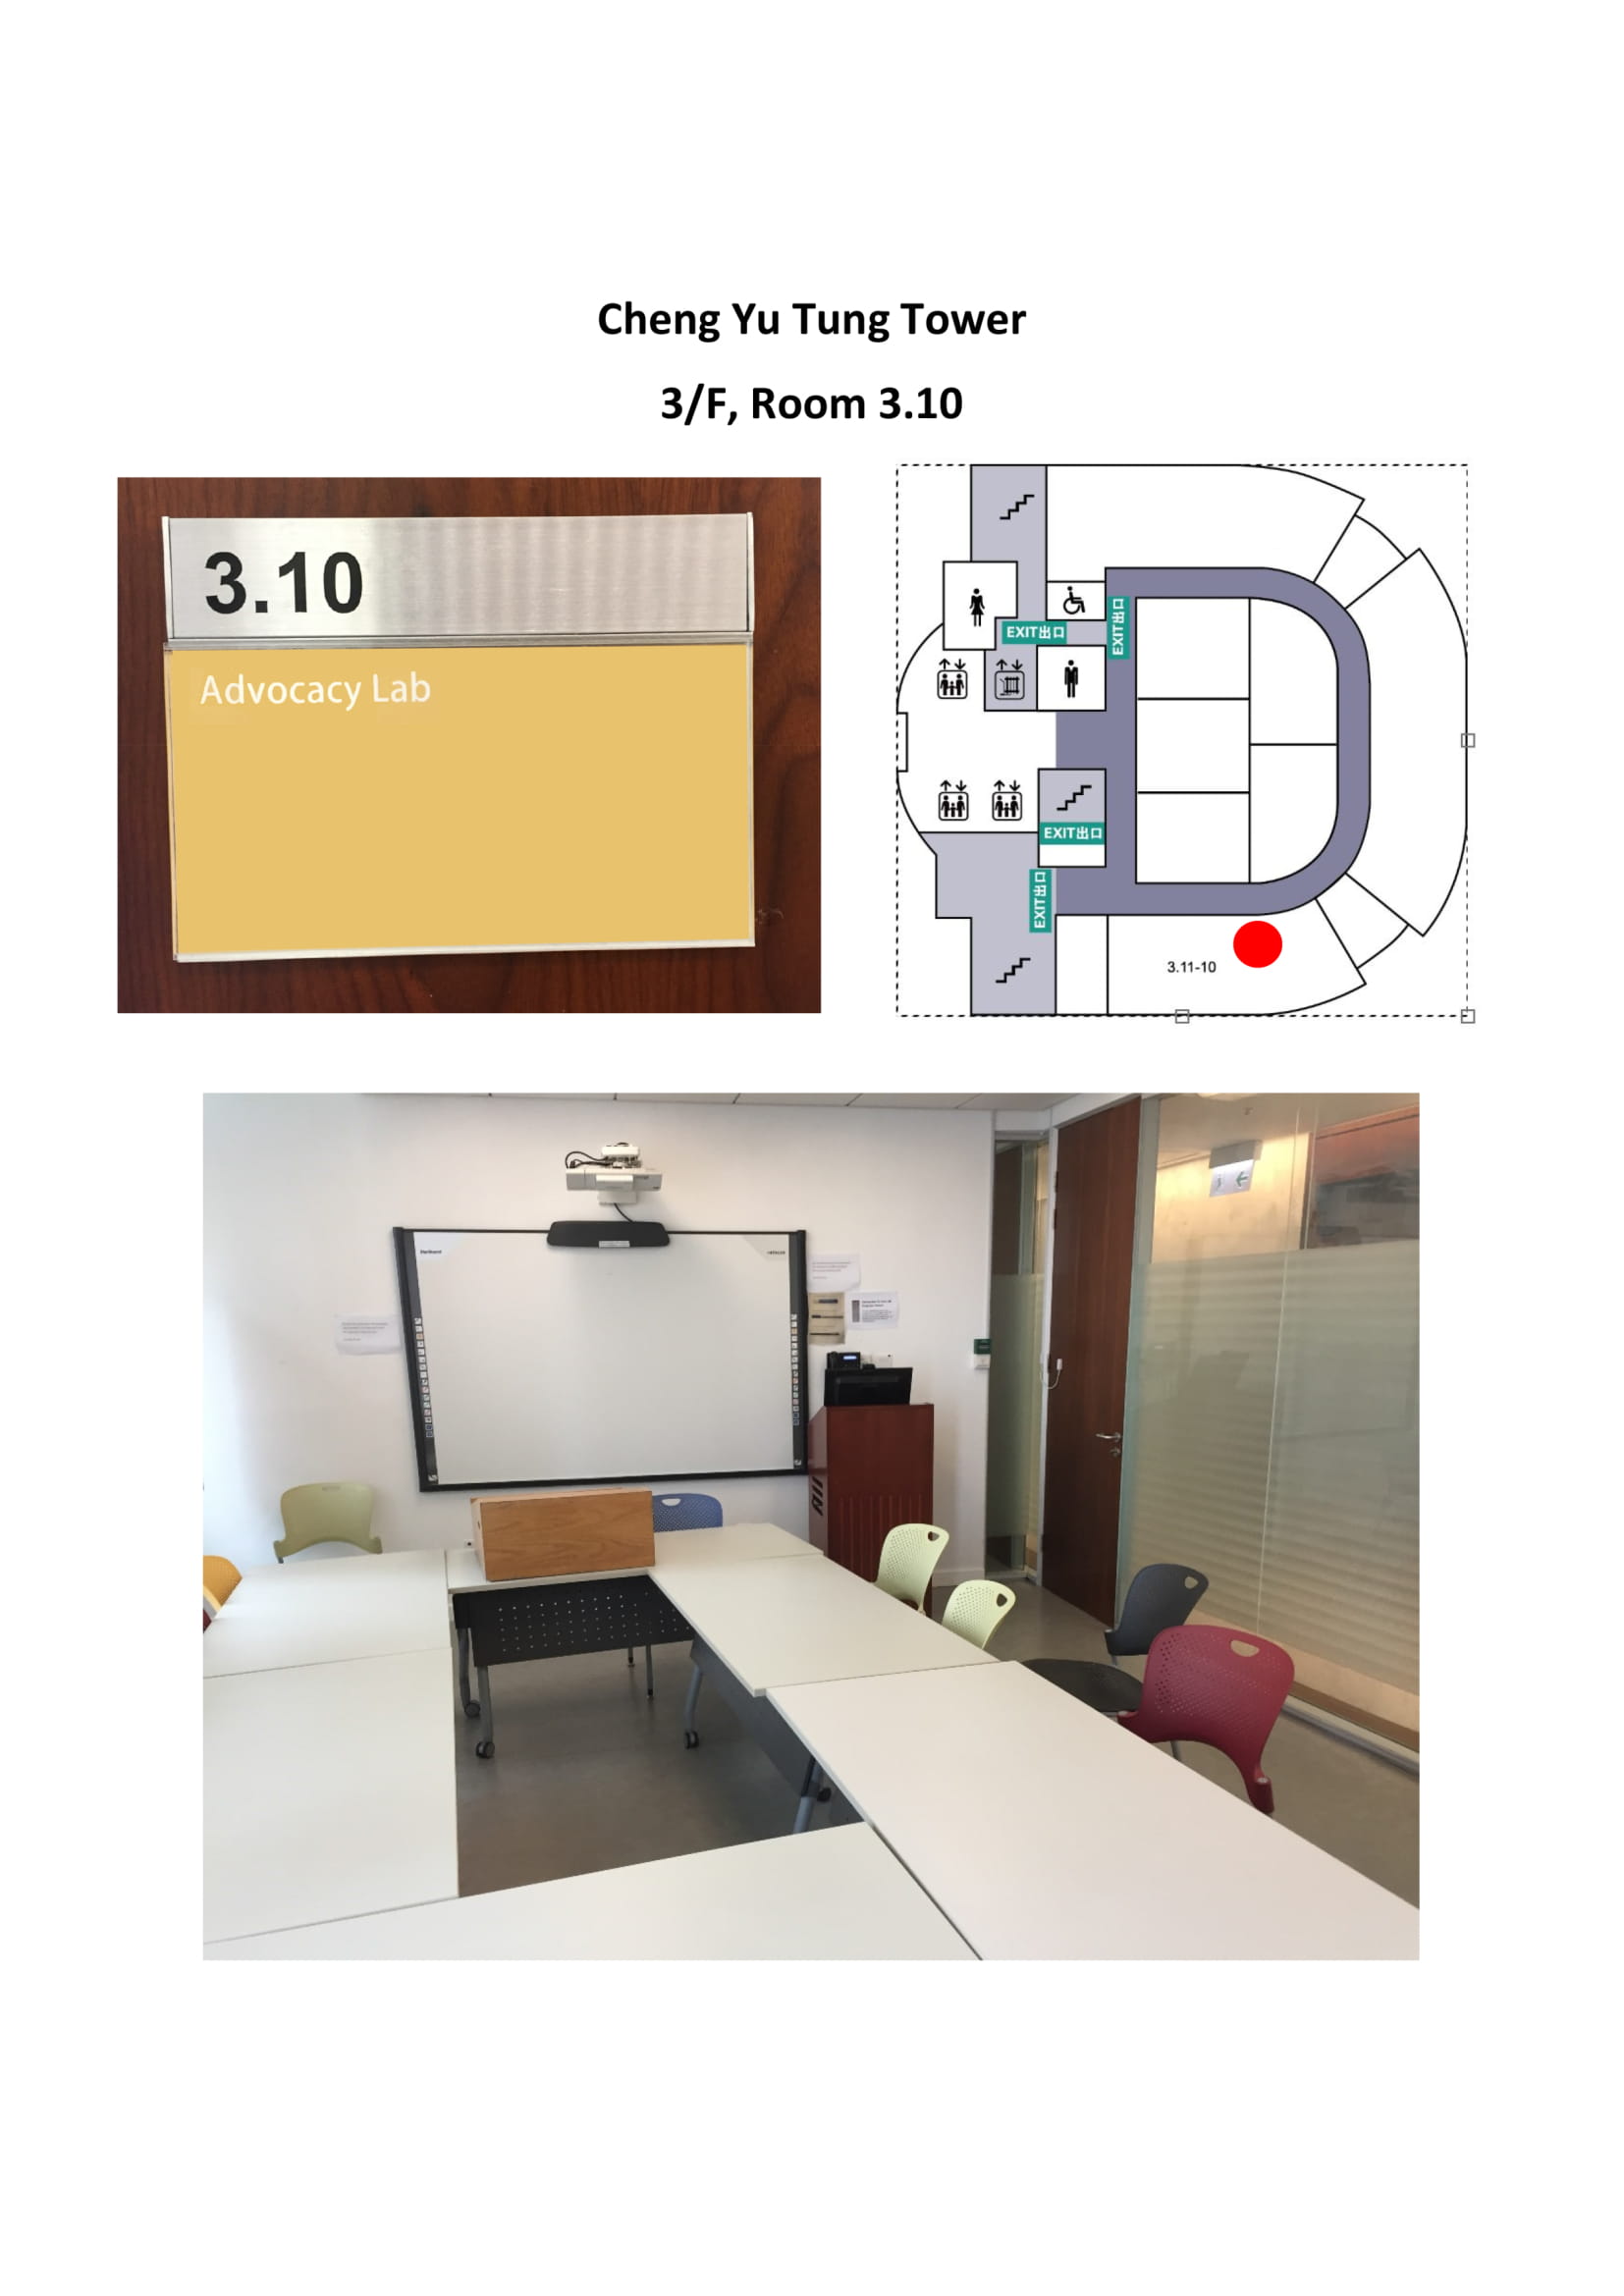 Cheng Yu Tung Tower
3/F, Room 3.10
3.10
Advocacy Lab
EXIT出口
EXIT出口
EXIT出口
EXIT出口
3.11-10